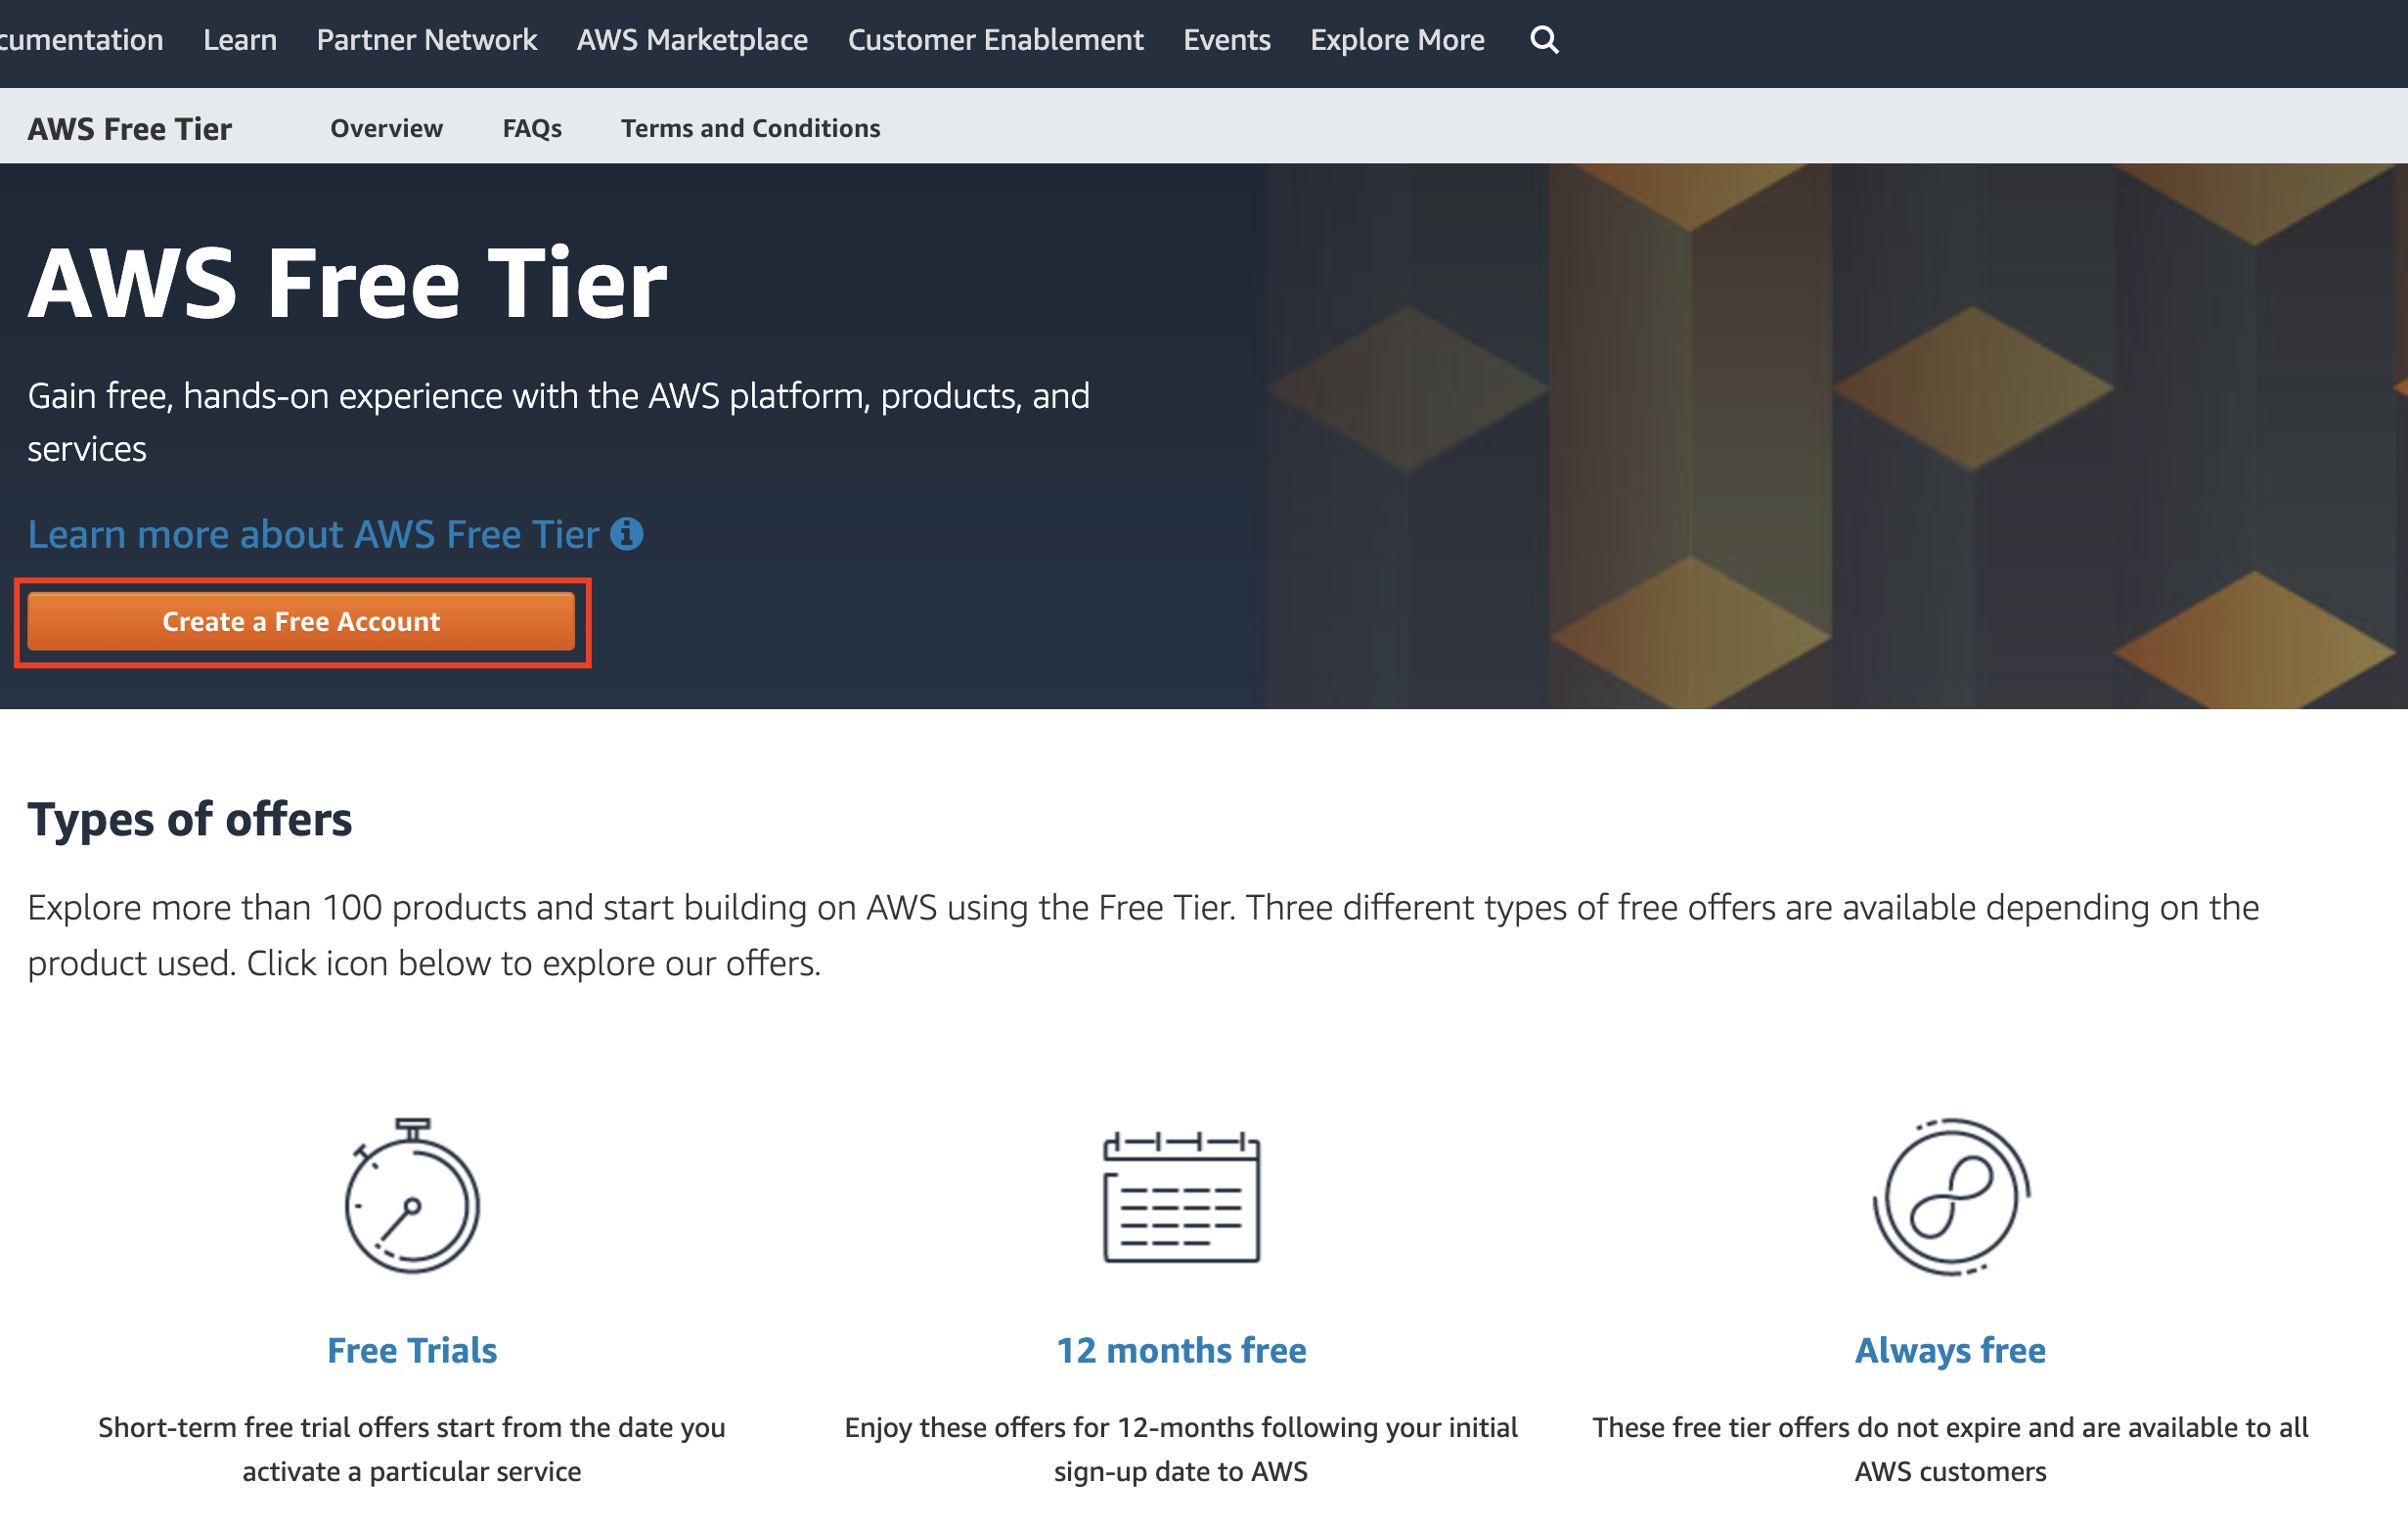 cumentation Learn Partner Network AWS Marketplace Customer Enablement Events Explore More
AWS Free Tier Overview FAQs Terms and Conditions
AWS Free Tier
Gain free, hands-on experience with the AWS platform, products, and
services
Learn more about AWS Free Tier
Create a Free Account
Types of offers
Explore more than 100 products and start building on AWS using the Free Tier. Three different types of free offers are available depending on the
product used. Click icon below to explore our offers.
Free Trials
Short-term free trial offers start from the date you
activate a particular service
12 months free
Enjoy these offers for 12-months following your initial
sign-up date to AWS
Always free
These free tier offers do not expire and are available to all
AWS customers